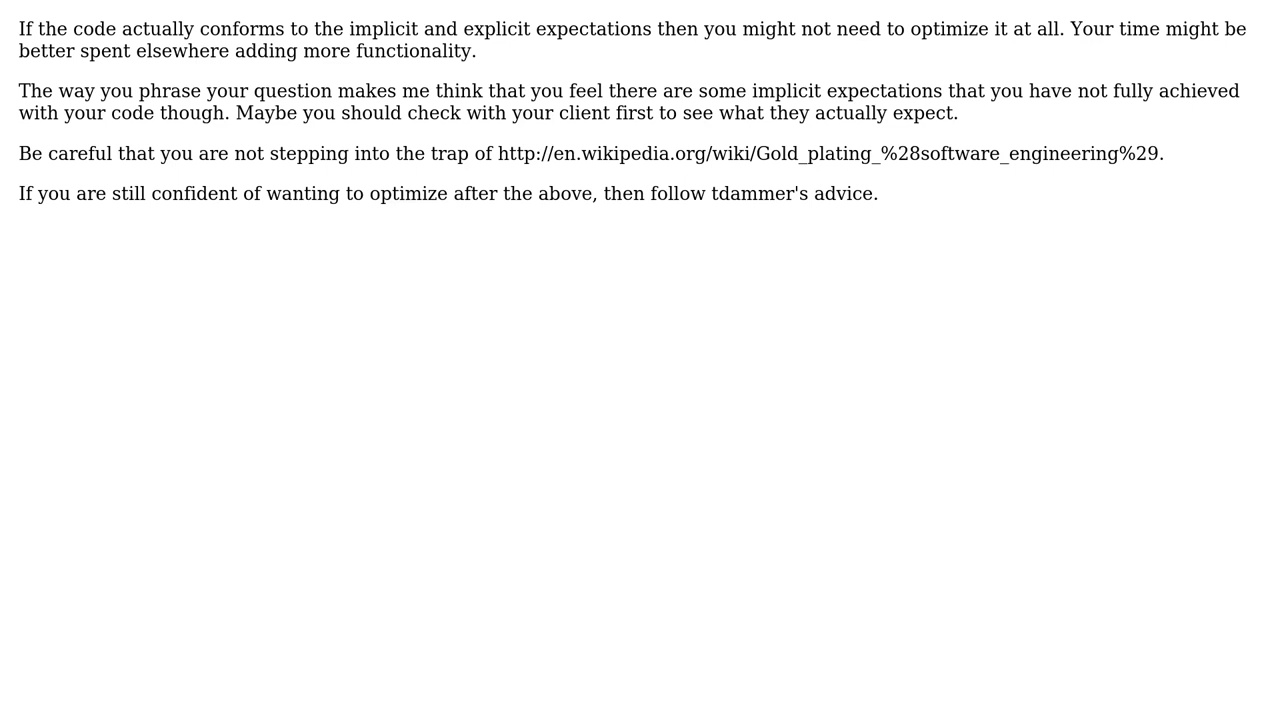 If the code actually conforms to the implicit and explicit expectations then you might not need to optimize it at all. Your time might be
better spent elsewhere adding more functionality.
The way you phrase your question makes me think that you feel there are some implicit expectations that you have not fully achieved
with your code though. Maybe you should check with your client first to see what they actually expect.
Be careful that you are not stepping into the trap of http://en.wikipedia.org/wiki/Gold_plating_%28software_engineering%29.
If you are still confident of wanting to optimize after the above, then follow tdammer's advice.